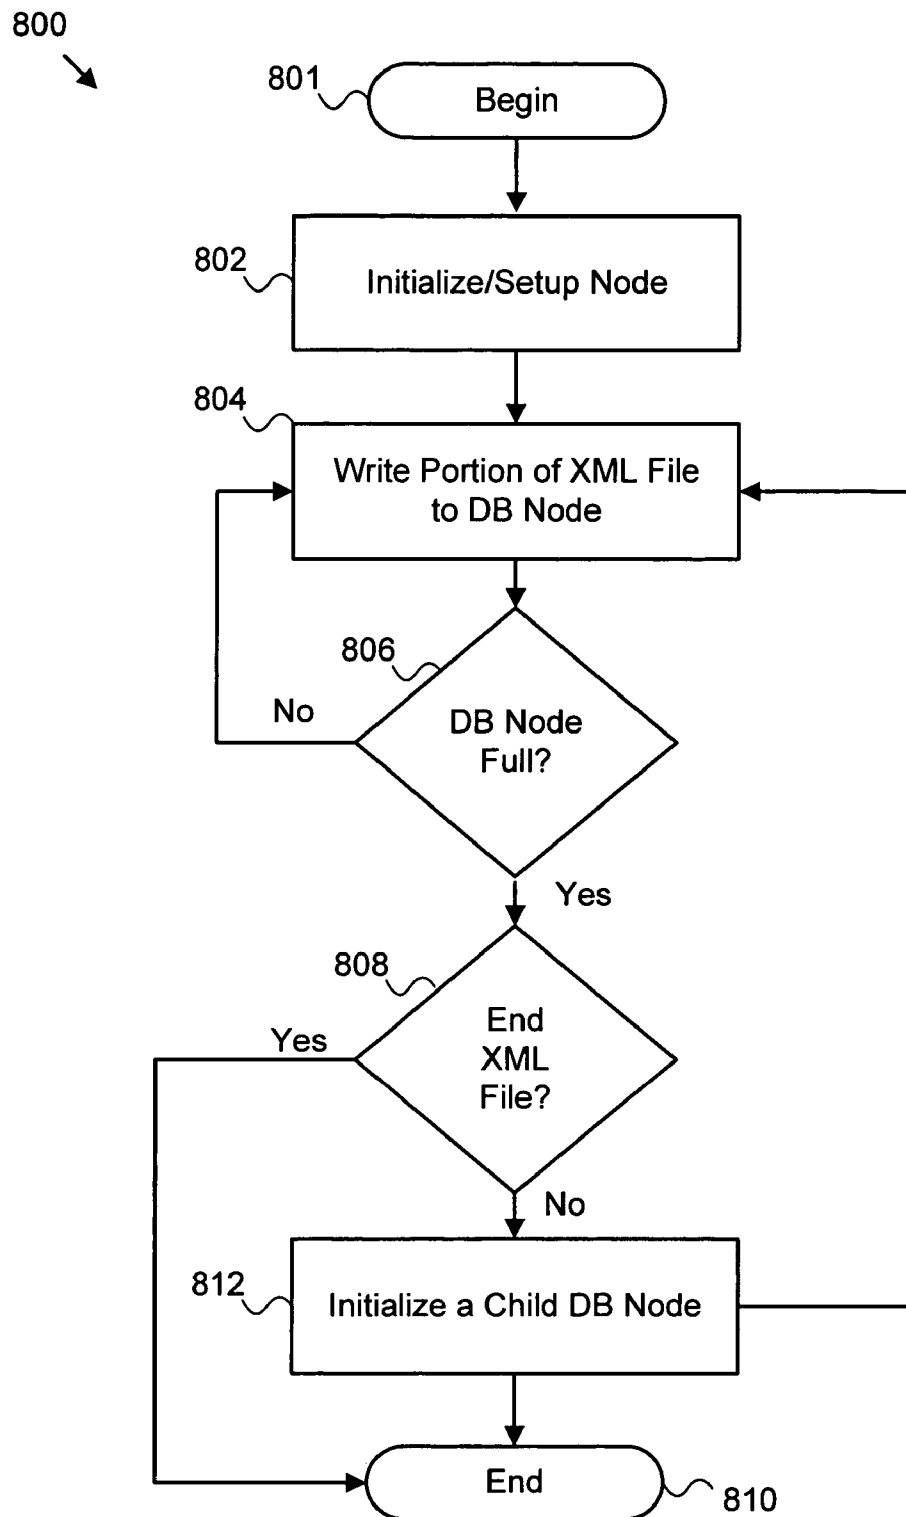 800
801
Begin
802
Initialize/Setup Node
804
Write Portion of XML File
to DB Node
806
No
DB Node
Full?
Yes
808
Yes
End
XML
File?
No
812
Initialize a Child DB Node
End
810